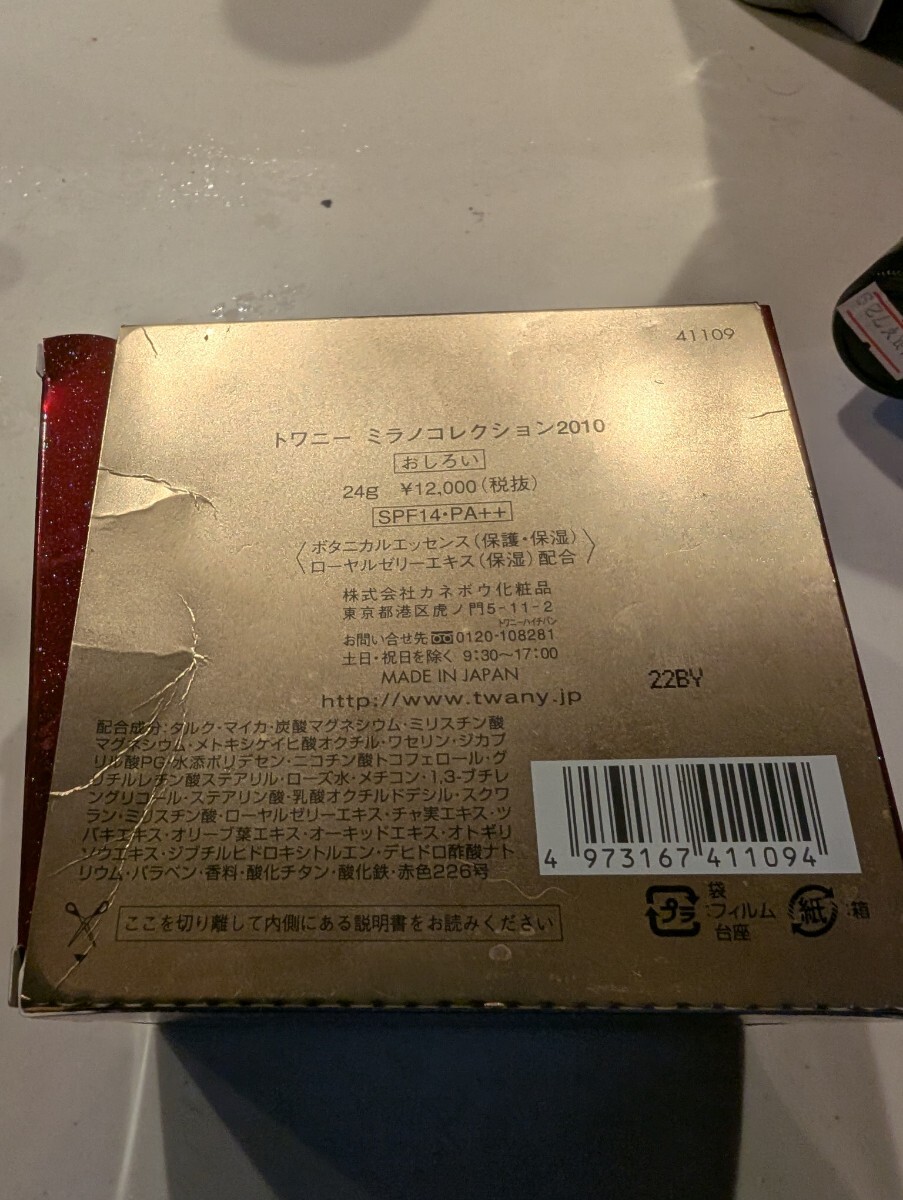 41109
トワニー ミラノコレクション2010
おしろい
24g ¥12,000(税抜)
SPF14・PA++
〈ボタニカルエッセンス(保護・保湿)
ローヤルゼリーエキス(保湿)配合〉
株式会社カネボウ化粧品
東京都港区虎ノ門5-11-2
トワニーハイチバン
お問い合せ先 0120-108281
土日・祝日を除く 9:30〜17:00
MADE IN JAPAN
22BY
http://www.twany.jp
配合成分:タルク・マイカ・炭酸マグネシウム・ミリスチン酸
マグネシウム・メトキシケイヒ酸オクチル・ワセリン・ジカプ
リル酸PG・水添ポリデセン・ニコチン酸トコフェロール・グ
リチルレチン酸ステアリル・ローズ水・メチコン・1,3-ブチレ
ングリコール・ステアリン酸・乳酸オクチルドデシル・スクワ
ラン・ミリスチン酸・ローヤルゼリーエキス・チャ実エキス・ツ
バキエキス・オリーブ葉エキス・オーキッドエキス・オトギリ
ソウエキス・ジブチルヒドロキシトルエン・デヒドロ酢酸ナト
リウム・パラベン・香料・酸化チタン・酸化鉄・赤色226号
4 973167 411094
ここを切り離して内側にある説明書をお読みください
プラ
袋
:フィルム
台座
紙
:箱